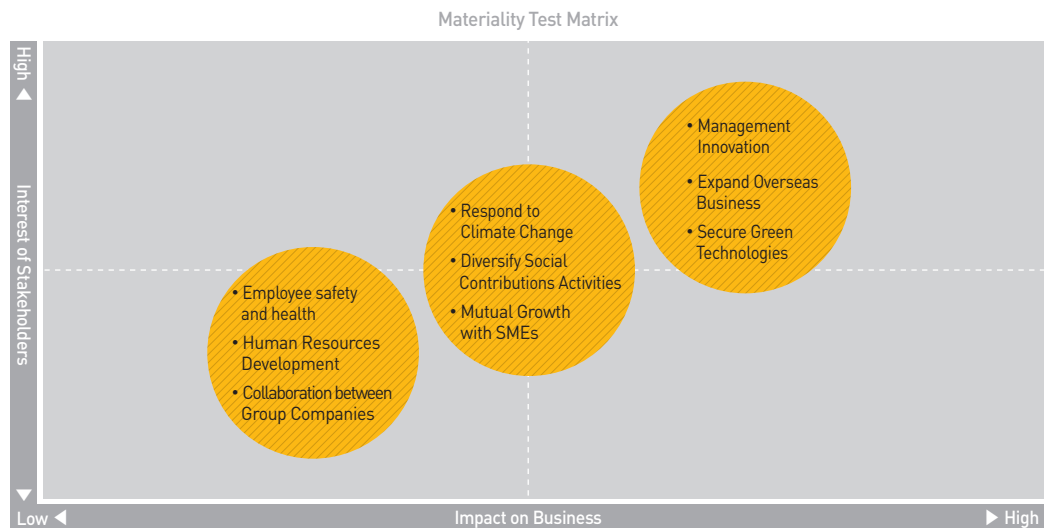 Materiality Test Matrix
High
Interest of Stakeholders
• Management
Innovation
• Expand Overseas
Business
• Secure Green
Technologies
• Respond to
Climate Change
• Diversify Social
Contributions Activities
• Mutual Growth
with SMEs
• Employee safety
and health
• Human Resources
Development
• Collaboration between
Group Companies
Low
Impact on Business
High